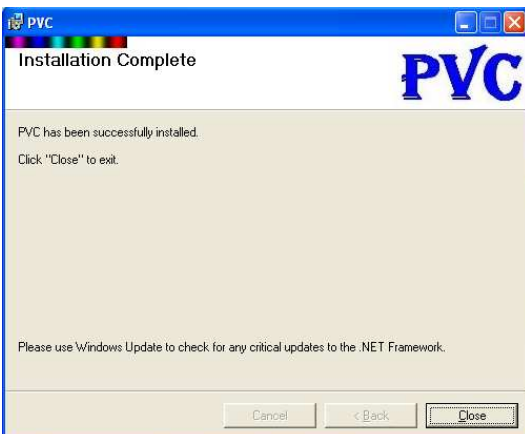 PVC
Installation Complete
PVC
PVC has been successfully installed.
Click "Close" to exit.
Please use Windows Update to check for any critical updates to the .NET Framework.
Cancel
< Back
Close